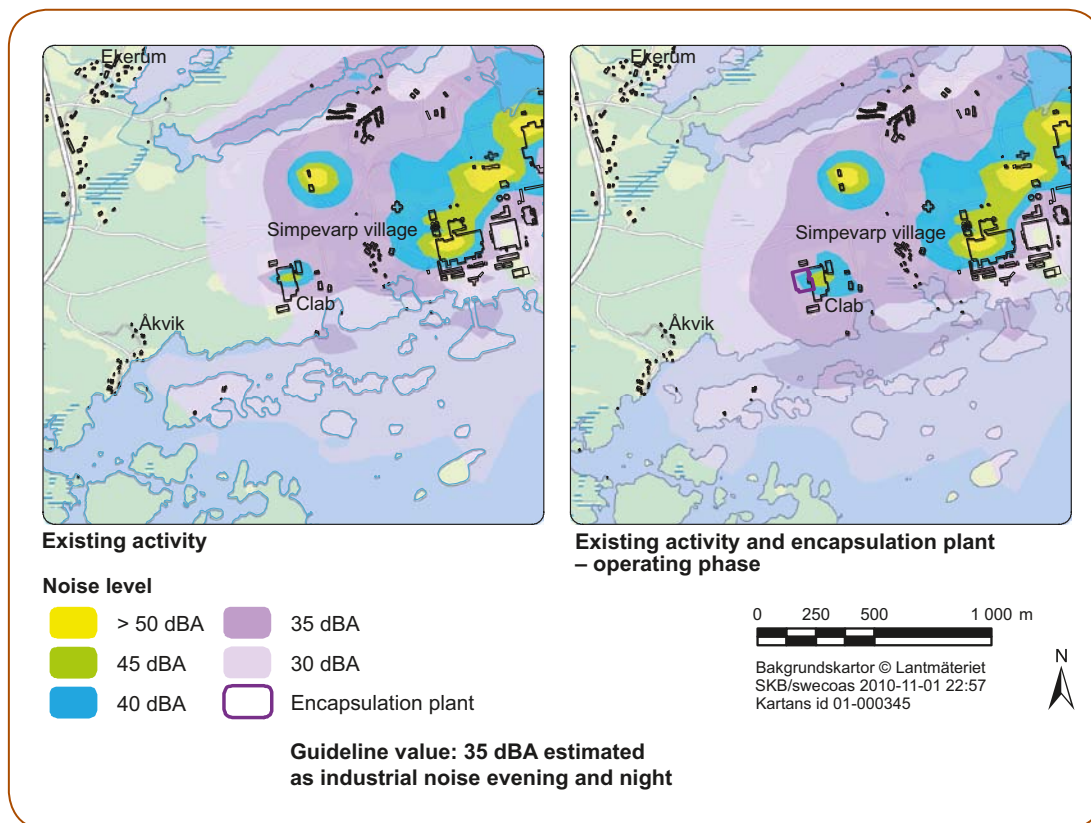 Ekerum
Simpevarp village
Clab
Åkvik
Existing activity
Ekerum
Simpevarp village
Clab
Åkvik
Existing activity and encapsulation plant
– operating phase
Noise level
> 50 dBA
45 dBA
40 dBA
35 dBA
30 dBA
Encapsulation plant
Guideline value: 35 dBA estimated
as industrial noise evening and night
0 250 500 1 000 m
Bakgrundskartor © Lantmäteriet
SKB/swecoas 2010-11-01 22:57
Kartans id 01-000345
N